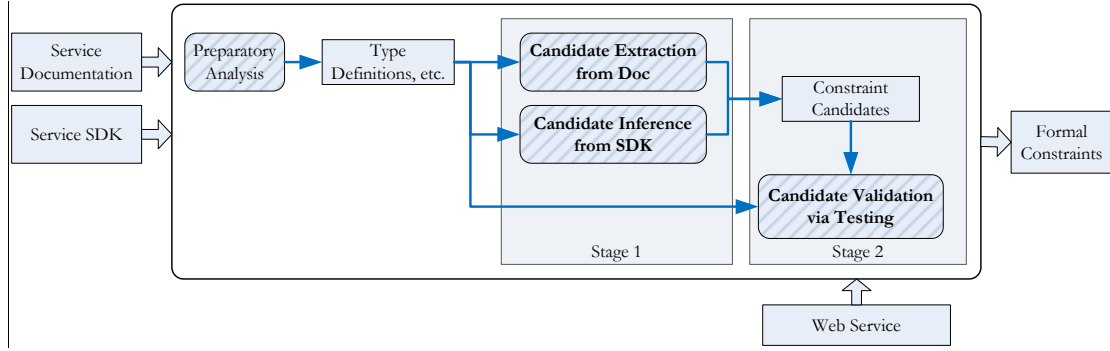 Service
Documentation
Service SDK
Preparatory
Analysis
Type
Definitions, etc.
Candidate Extraction
from Doc
Candidate Inference
from SDK
Stage 1
Constraint
Candidates
Candidate Validation
via Testing
Stage 2
Formal
Constraints
Web Service